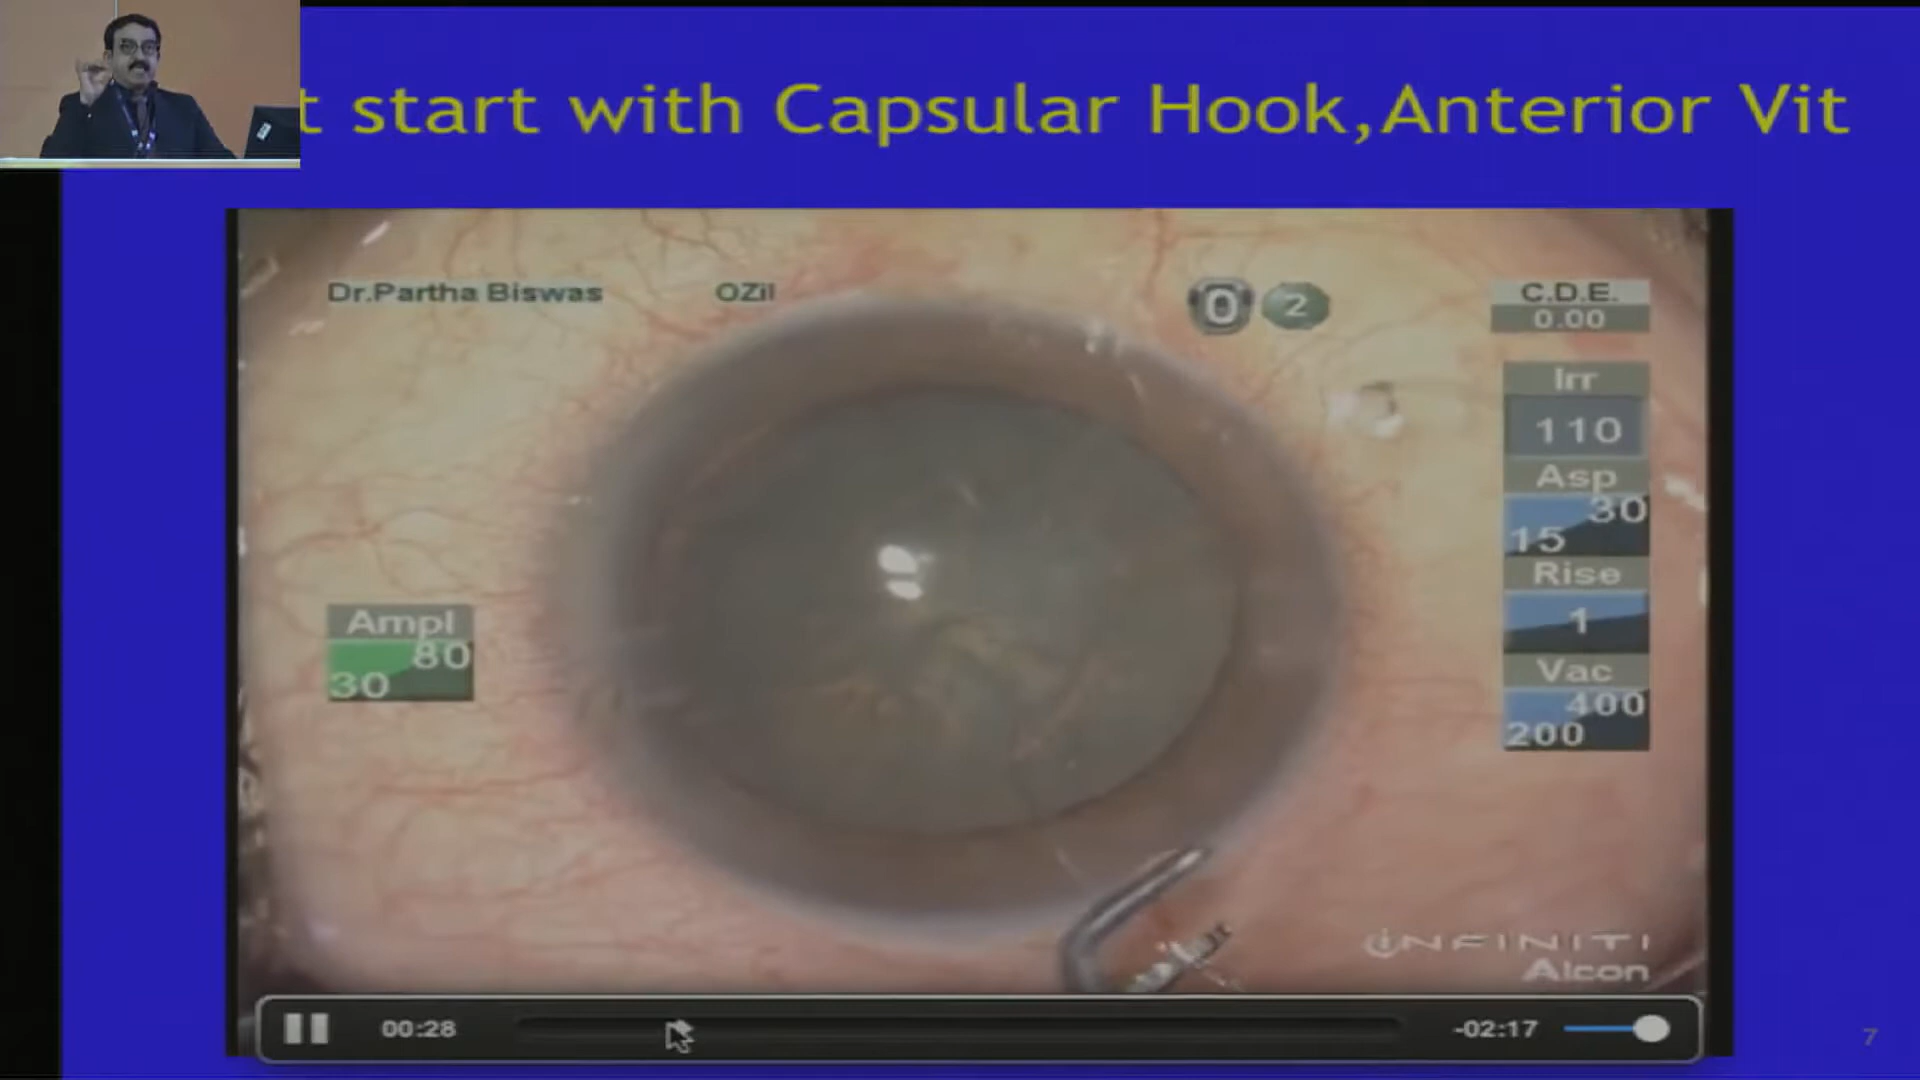 t start with Capsular Hook,Anterior Vit
Dr.Partha Biswas OZil 0 2 C.D.E.
0.00
Irr
110
Asp
30
15
Rise
1
Ampl
80
30
Vac
400
200
INFINITI
Alcon
00:28 -02:17
7